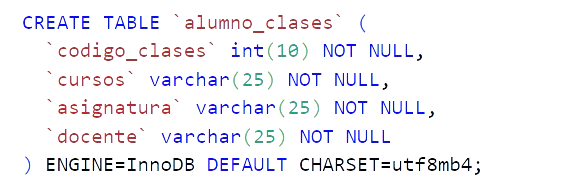 CREATE TABLE `alumno_clases` (
  `codigo_clases` int(10) NOT NULL,
  `cursos` varchar(25) NOT NULL,
  `asignatura` varchar(25) NOT NULL,
  `docente` varchar(25) NOT NULL
) ENGINE=InnoDB DEFAULT CHARSET=utf8mb4;